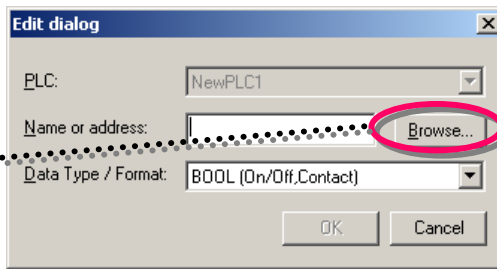 Edit dialog
PLC: NewPLC1
Name or address: Browse...
Data Type / Format: BOOL (On/Off,Contact)
OK Cancel